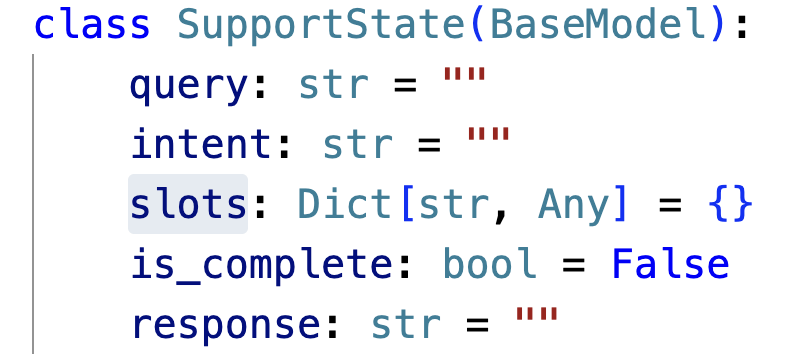 class SupportState(BaseModel):
    query: str = ""
    intent: str = ""
    slots: Dict[str, Any] = {}
    is_complete: bool = False
    response: str = ""